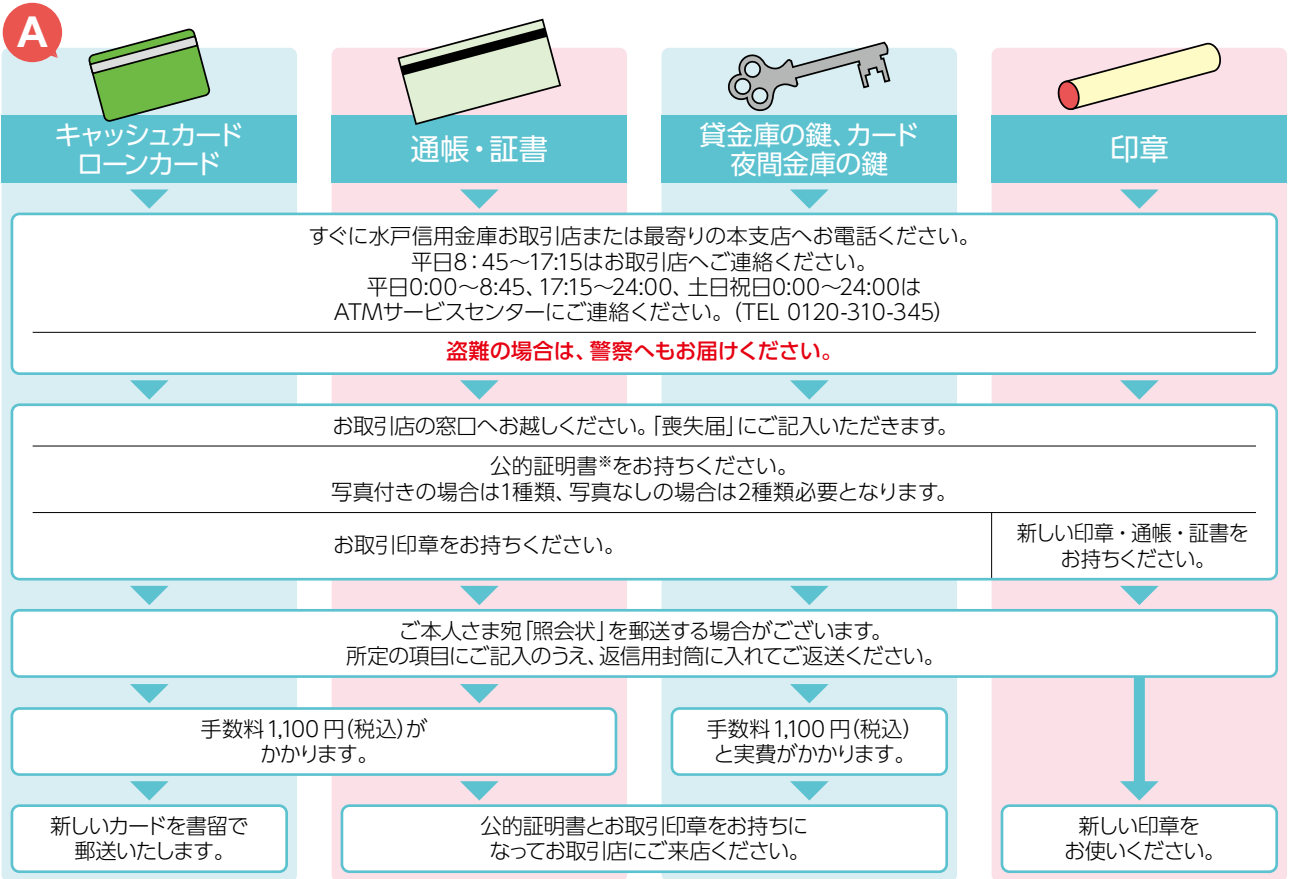 A
キャッシュカード
ローンカード
通帳・証書
貸金庫の鍵、カード
夜間金庫の鍵
印章
すぐに水戸信用金庫お取引店または最寄りの本支店へお電話ください。
平日8：45～17:15はお取引店へご連絡ください。
平日0:00～8:45、17:15～24:00、土日祝日0:00～24:00は
ATMサービスセンターにご連絡ください。（TEL 0120-310-345）
盗難の場合は、警察へもお届けください。
お取引店の窓口へお越しください。「喪失届」にご記入いただきます。
公的証明書※をお持ちください。
写真付きの場合は1種類、写真なしの場合は2種類必要となります。
お取引印章をお持ちください。
新しい印章・通帳・証書を
お持ちください。
ご本人さま宛「照会状」を郵送する場合がございます。
所定の項目にご記入のうえ、返信用封筒に入れてご返送ください。
手数料1,100円（税込）が
かかります。
手数料1,100円（税込）
と実費がかかります。
新しいカードを書留で
郵送いたします。
公的証明書とお取引印章をお持ちに
なってお取引店にご来店ください。
新しい印章を
お使いください。